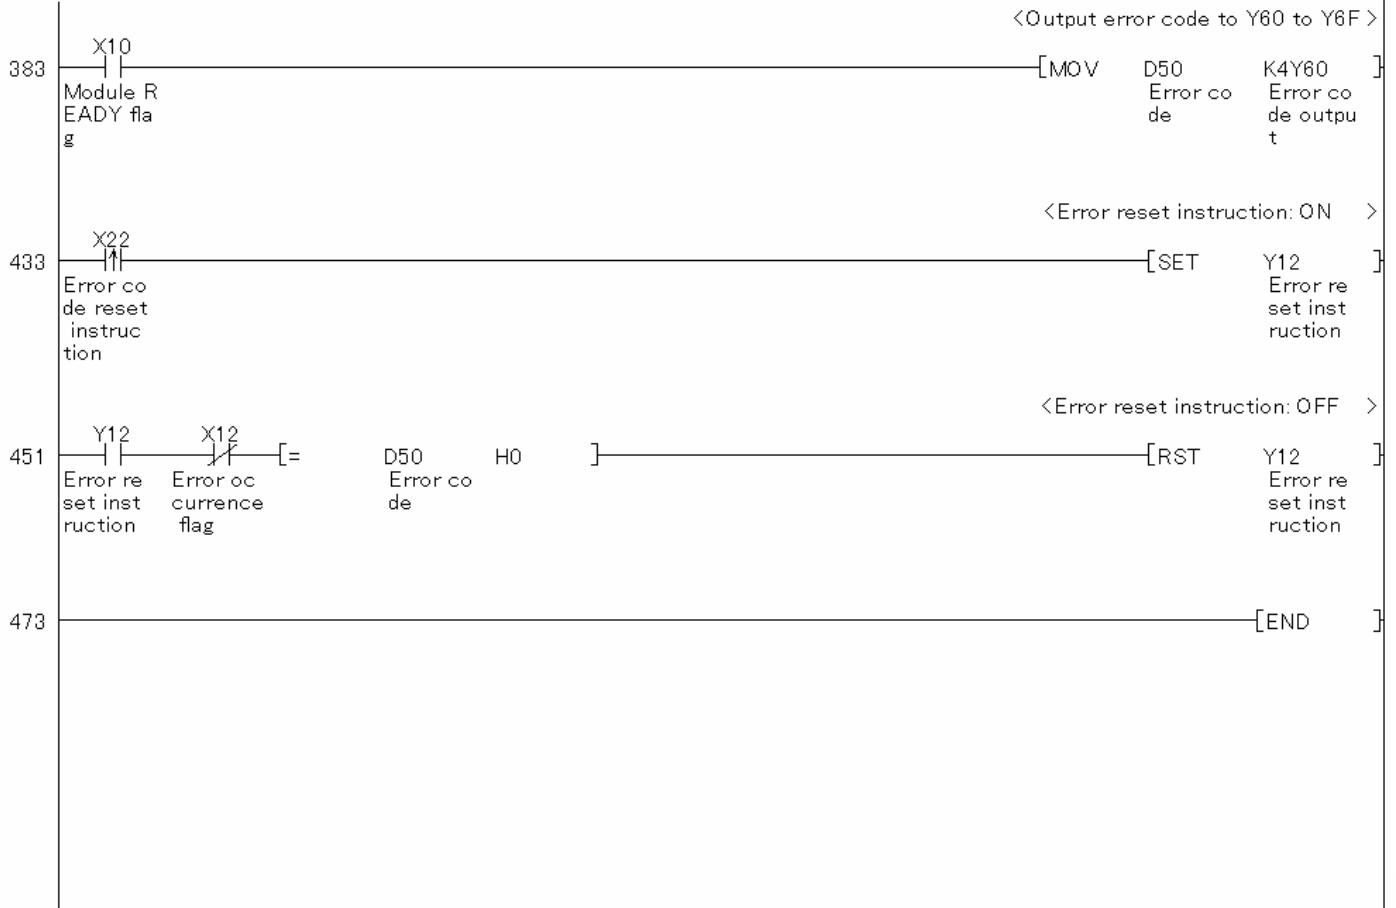 <Output error code to Y60 to Y6F >
X10
383 [MOV D50 K4Y60 ]
Module R Error co Error co
EADY fla de de outpu
g t
<Error reset instruction: ON >
X22
433 [SET Y12 ]
Error co Error re
de reset set inst
instruc ruction
tion
<Error reset instruction: OFF >
Y12 X12
451 [= D50 H0 ] [RST Y12 ]
Error re Error oc Error co Error re
set inst currence de set inst
ruction flag ruction
473 [END ]